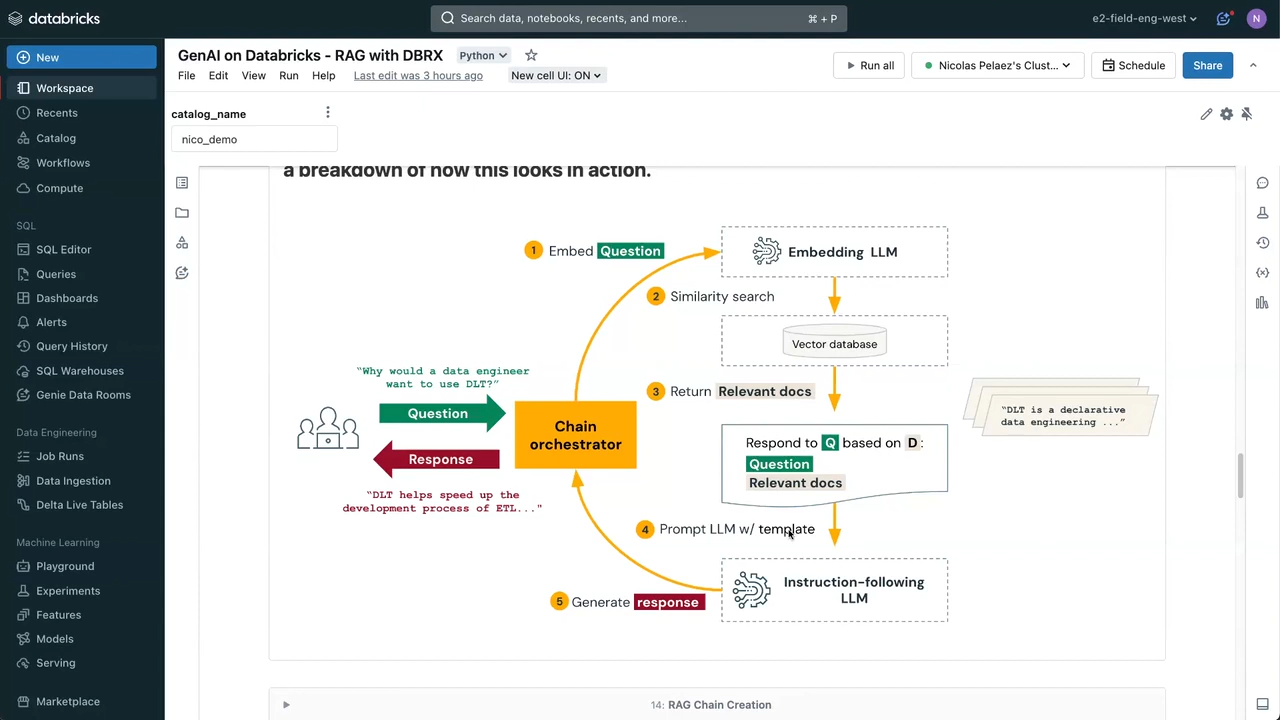 databricks
Search data, notebooks, recents, and more...
⌘ + P
e2-field-eng-west
N
New
Workspace
Recents
Catalog
Workflows
Compute
SQL
SQL Editor
Queries
Dashboards
Alerts
Query History
SQL Warehouses
Genie Data Rooms
Data Engineering
Job Runs
Data Ingestion
Delta Live Tables
Machine Learning
Playground
Experiments
Features
Models
Serving
Marketplace
GenAI on Databricks - RAG with DBRX
Python
File Edit View Run Help
Last edit was 3 hours ago
New cell UI: ON
Run all
Nicolas Pelaez's Clust...
Schedule
Share
catalog_name
nico_demo
a breakdown of how this looks in action.
1 Embed Question
Embedding LLM
2 Similarity search
Vector database
"Why would a data engineer
want to use DLT?"
Question
Chain
orchestrator
Response
"DLT helps speed up the
development process of ETL..."
3 Return Relevant docs
"DLT is a declarative
data engineering ..."
Respond to Q based on D:
Question
Relevant docs
4 Prompt LLM w/ template
Instruction-following
LLM
5 Generate response
14: RAG Chain Creation